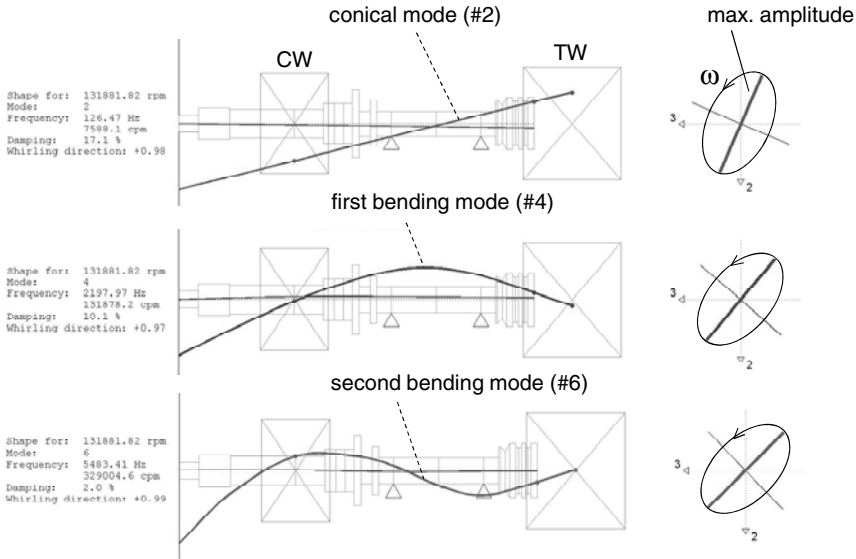 conical mode (#2)
max. amplitude
CW
TW
ω
Shape for: 131881.82 rpm
Mode: 2
Frequency: 126.47 Hz
7588.1 cpm
Damping: 17.1 %
Whirling direction: +0.98
3
2
first bending mode (#4)
Shape for: 131881.82 rpm
Mode: 4
Frequency: 2197.97 Hz
131878.2 cpm
Damping: 10.1 %
Whirling direction: +0.97
3
2
second bending mode (#6)
Shape for: 131881.82 rpm
Mode: 6
Frequency: 5483.41 Hz
329004.6 cpm
Damping: 2.0 %
Whirling direction: +0.99
3
2